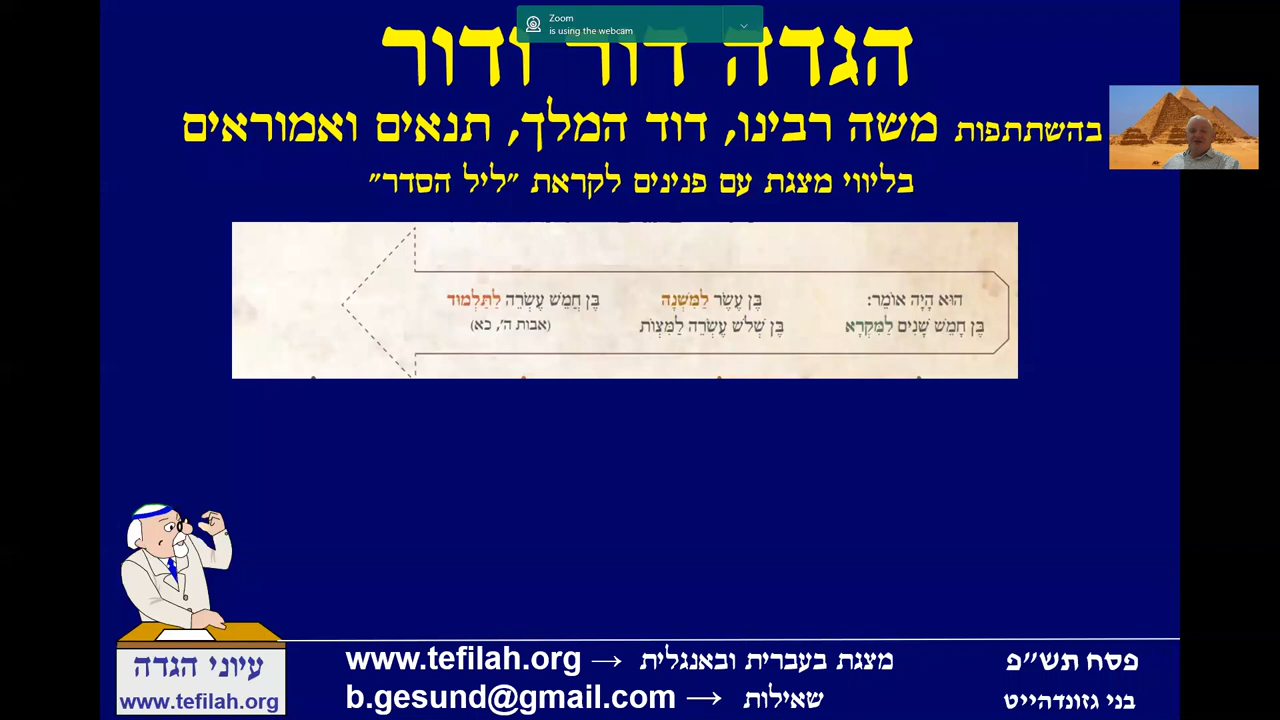 Zoom
is using the webcam
הגדה דור ודור
בהשתתפות משה רבינו, דוד המלך, תנאים ואמוראים
בליווי מצגת עם פנינים לקראת "ליל הסדר"
הוּא הָיָה אוֹמֵר:
בֶּן חָמֵשׁ שָׁנִים לַמִּקְרָא
בֶּן עֶשֶׂר לַמִּשְׁנָה
בֶּן שְׁלֹשׁ עֶשְׂרֵה לַמִּצְוֹת
בֶּן חֲמֵשׁ עֶשְׂרֵה לַתַּלְמוּד
(אבות ה', כא)
עיוני הגדה
www.tefilah.org
פסח תש"פ
מצגת בעברית ובאנגלית → www.tefilah.org
בני גזונדהייט
שאילות → b.gesund@gmail.com